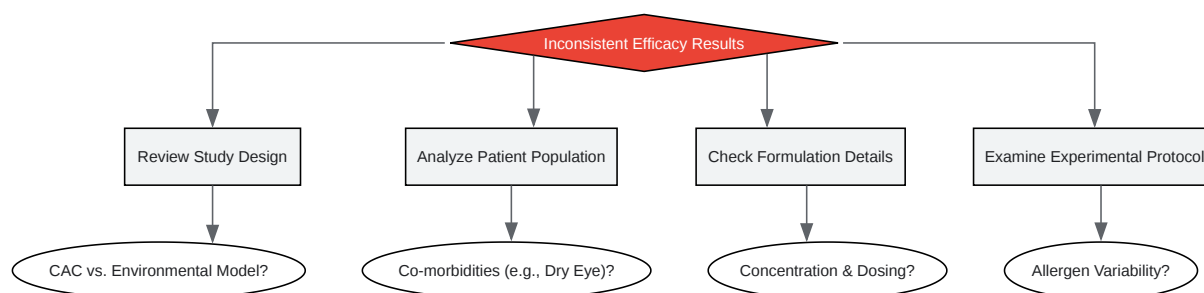 Inconsistent Efficacy Results
Review Study Design
Analyze Patient Population
Check Formulation Details
Examine Experimental Protocol
CAC vs. Environmental Model?
Co-morbidities (e.g., Dry Eye)?
Concentration & Dosing?
Allergen Variability?